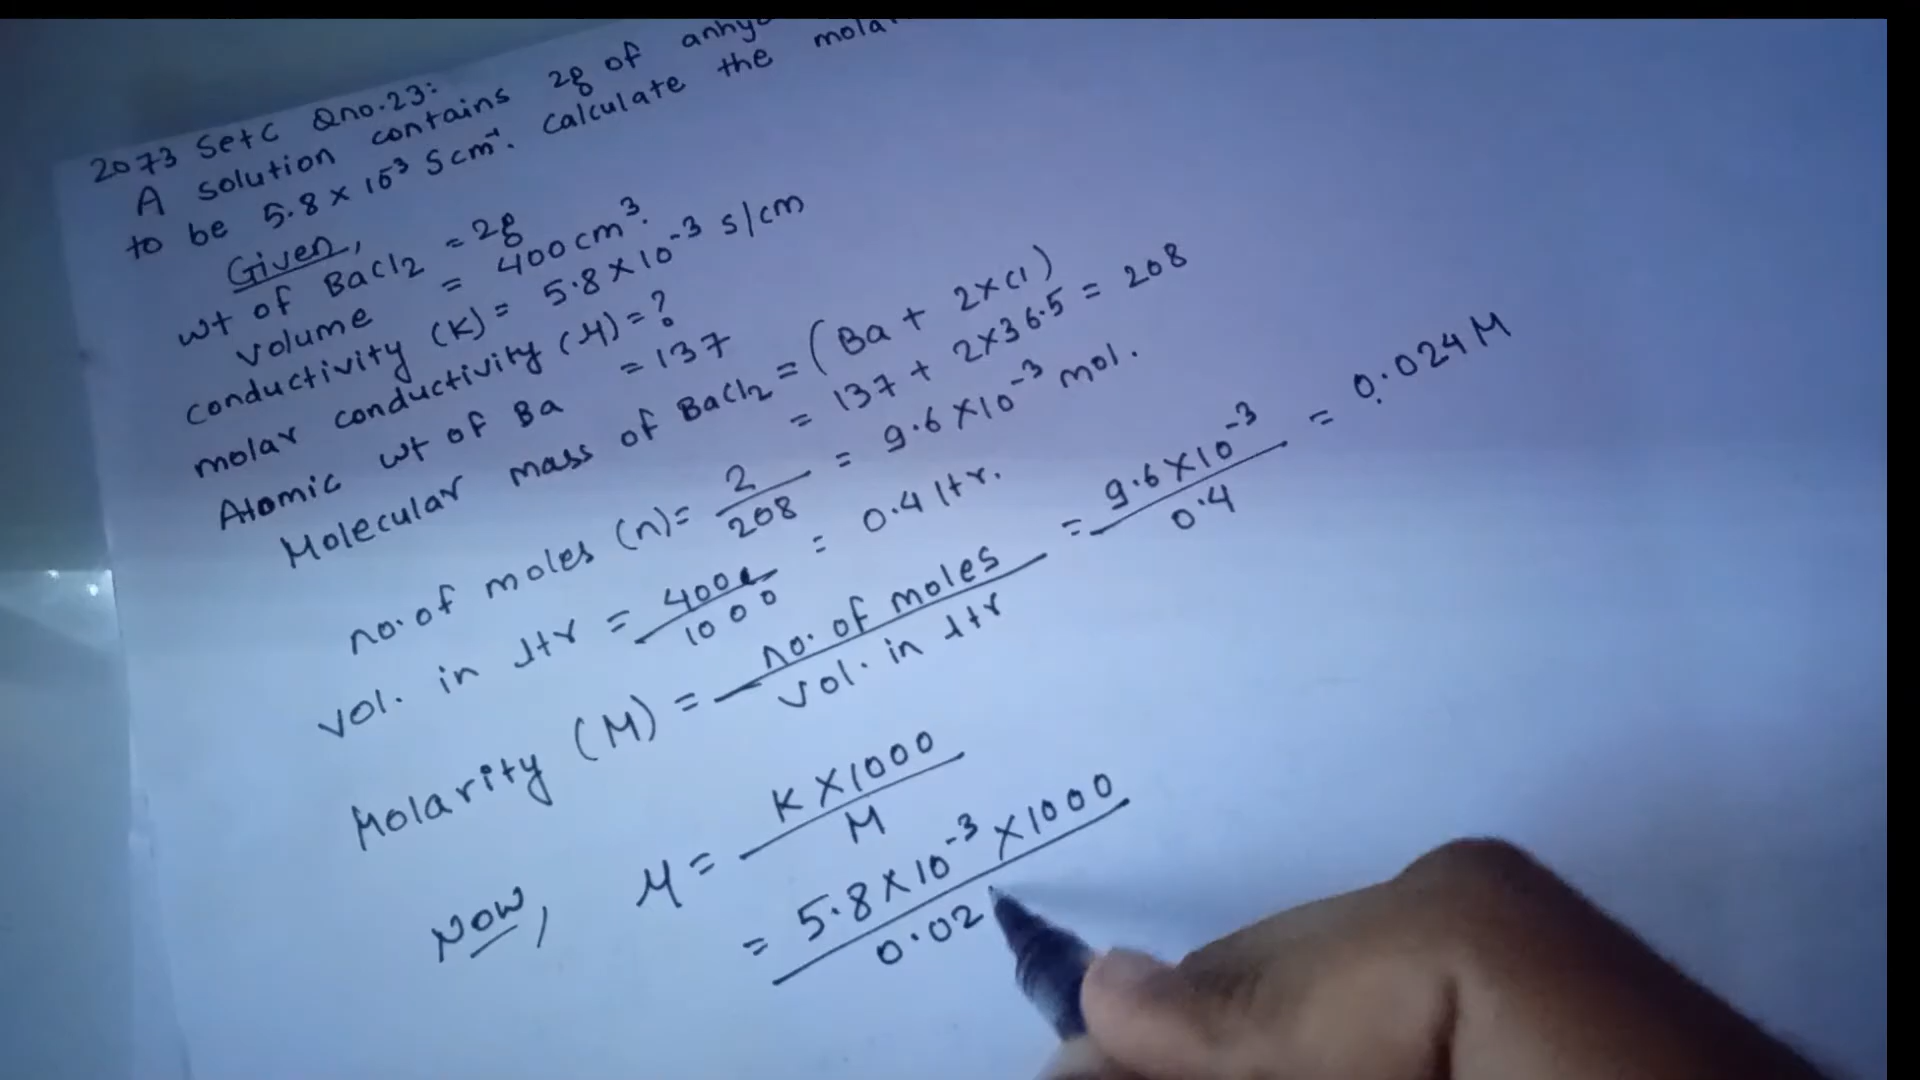 2073 Set C Qno.23:
A solution contains 2g of
to be 5.8 × 10³ S cm⁻¹. calculate the
Given,
wt of BaCl2 = 2g
volume = 400 cm³.
conductivity (K) = 5.8 × 10⁻³ s/cm
molar conductivity (μ) = ?
Atomic wt of Ba = 137
Molecular mass of BaCl2 = (Ba + 2×Cl)
= 137 + 2×36.5 = 208
no. of moles (n) = 2/208 = 9.6 ×10⁻³ mol.
vol. in ltr = 400/1000 = 0.4 ltr.
Molarity (M) = no. of moles/vol. in ltr = 9.6 ×10⁻³/0.4 = 0.024 M
Now, μ = K ×1000/M
= 5.8 × 10⁻³ ×1000/0.02